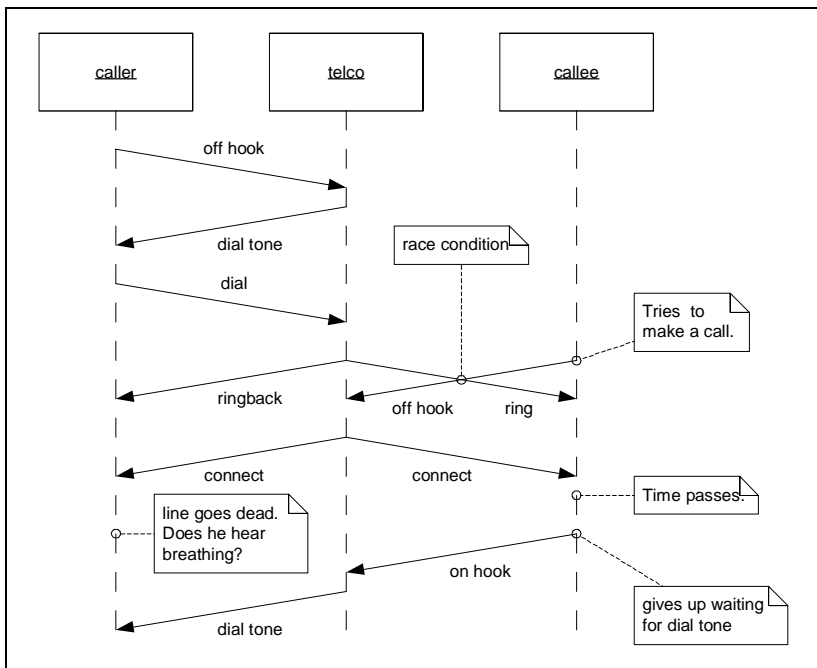 caller
telco
callee
off hook
dial tone
race condition
dial
Tries to
make a call.
ringback
off hook
ring
connect
connect
Time passes.
line goes dead.
Does he hear
breathing?
on hook
gives up waiting
for dial tone
dial tone